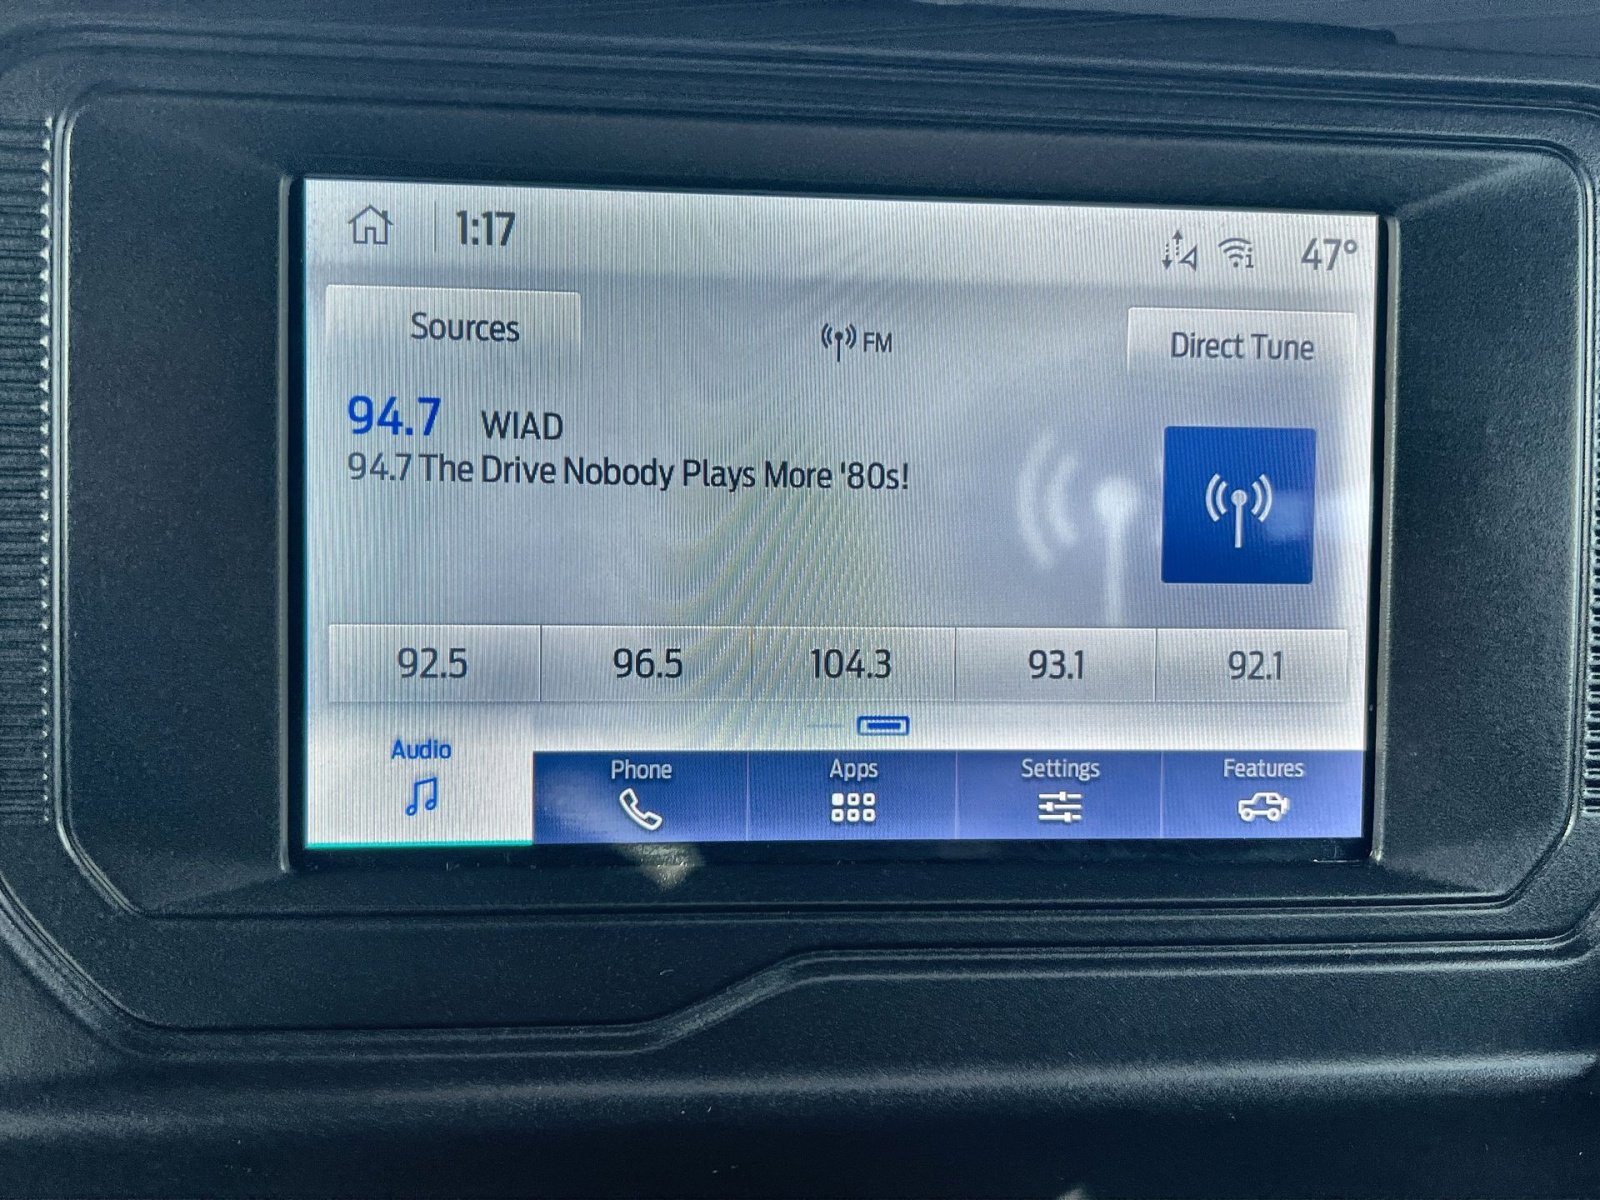 1:17
47°
Sources
FM
Direct Tune
94.7 WIAD
94.7 The Drive Nobody Plays More '80s!
92.5 96.5 104.3 93.1 92.1
Audio Phone Apps Settings Features